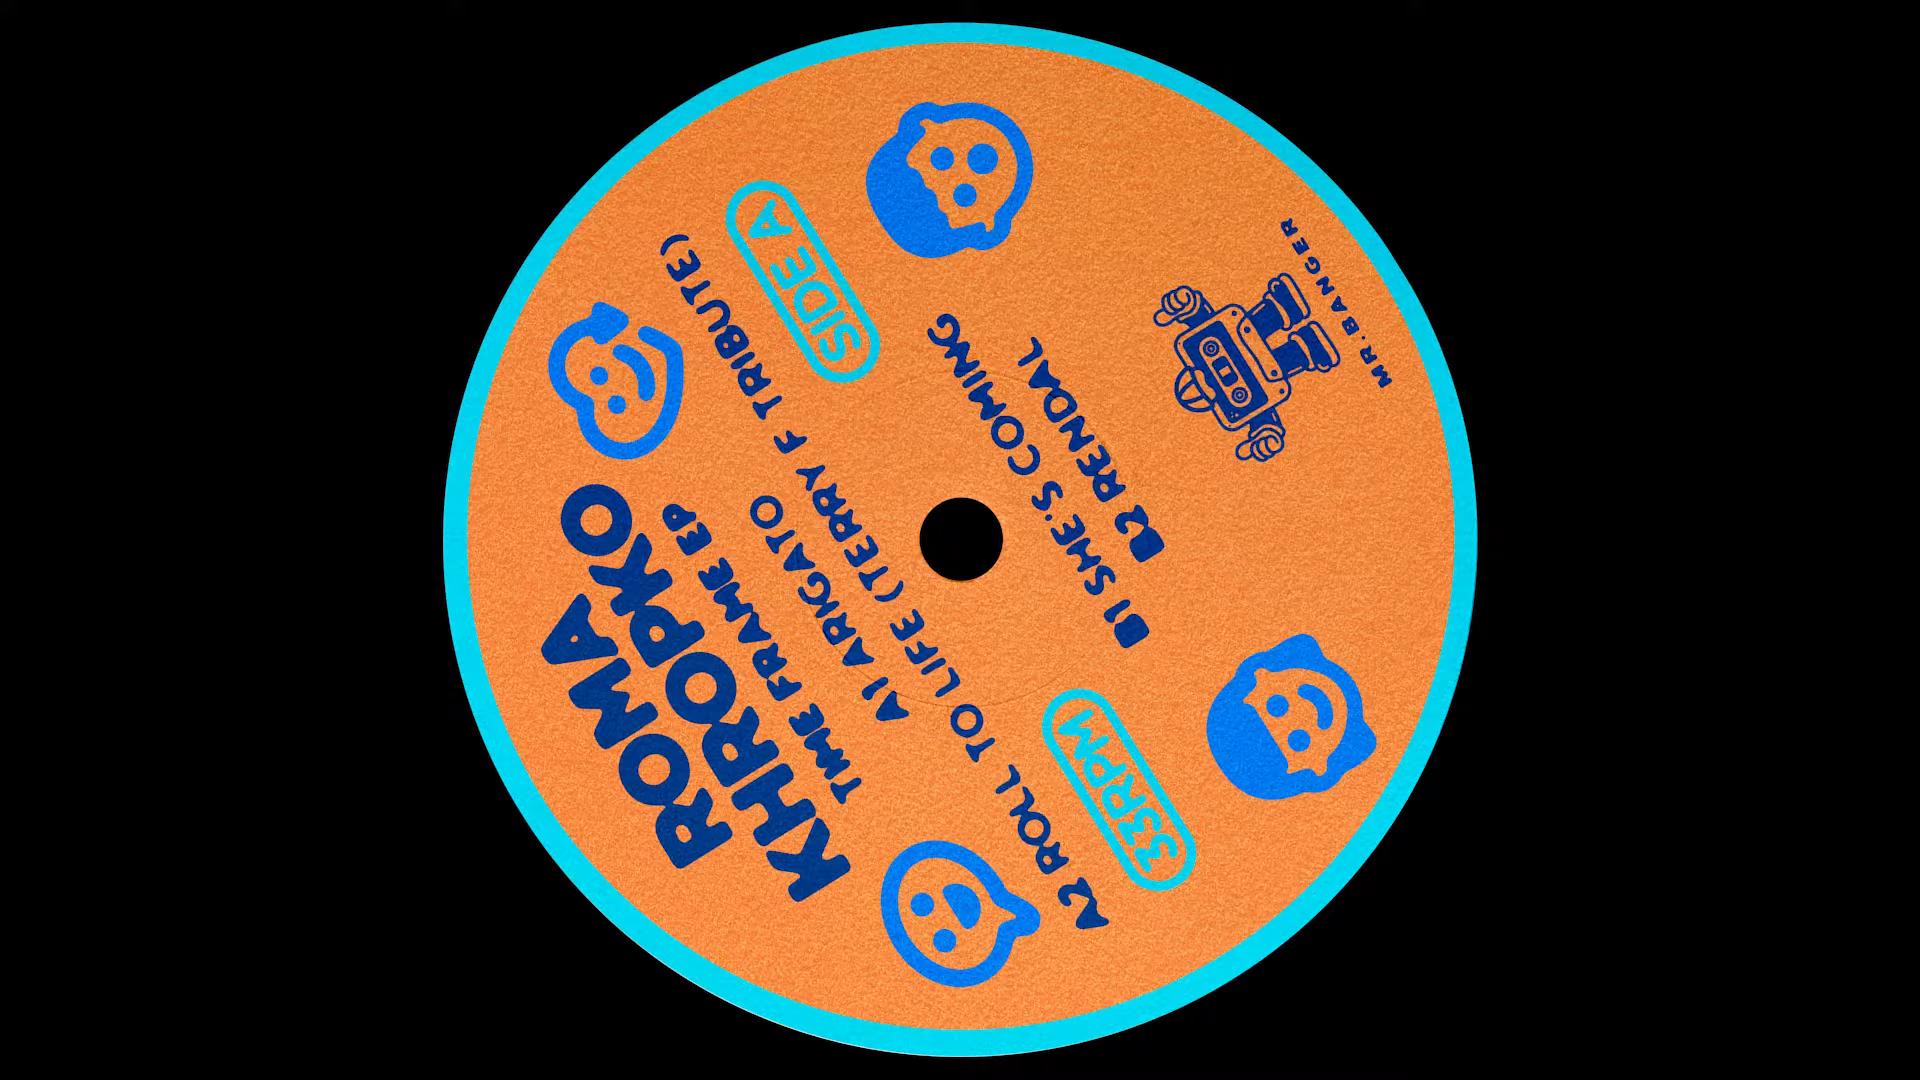 ROMA
KHROPKO
TIME FRAME EP
A1 ARIGATO
A2 ROLL TO LIFE (TERRY F TRIBUTE)
SIDE A
33RPM
B1 SHE'S COMING
B2 RENDAL
MR.BANGER